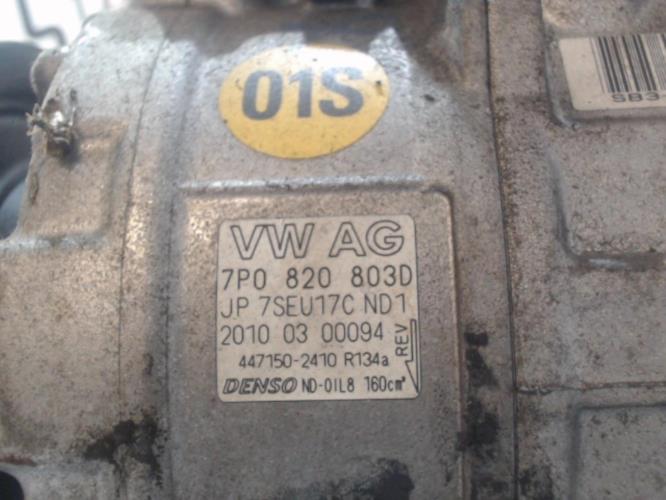 01S
SB3
VW AG
7P0 820 803D
JP 7SEU17C ND1
2010 03 00094
REV
447150-2410 R134a
DENSO ND-OIL8 160cm³